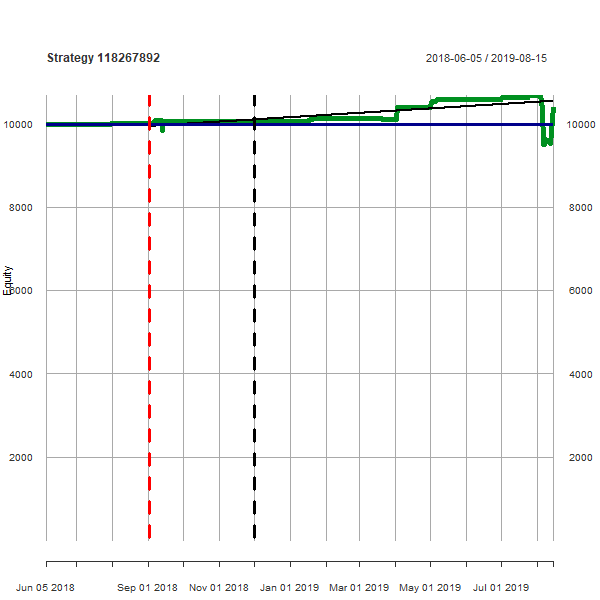 Strategy 118267892
2018-06-05 / 2019-08-15
10000
10000
8000
8000
Equity
6000
6000
4000
4000
2000
2000
Jun 05 2018
Sep 01 2018
Nov 01 2018
Jan 01 2019
Mar 01 2019
May 01 2019
Jul 01 2019